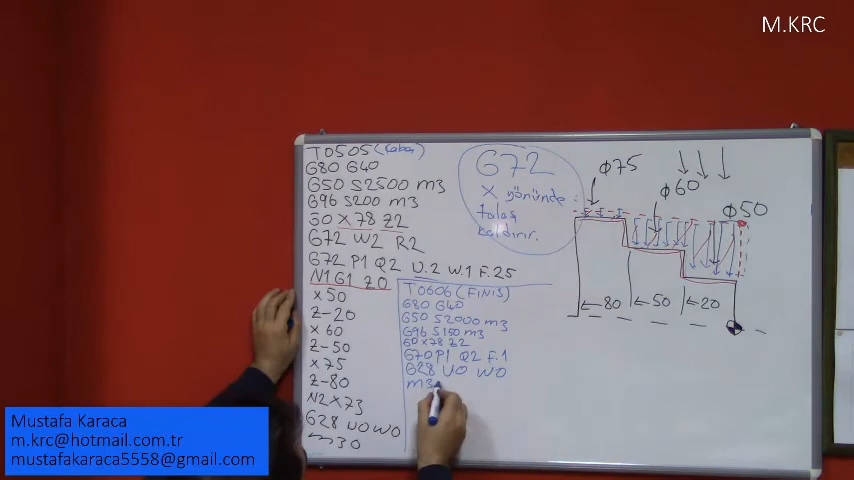 M.KRC
T0505 (Kaba)
G80 G40
G50 S2500 m3
G96 S200 m3
G0 X78 Z2
G72 W2 R2
G72 P1 Q2 U.2 W.1 F.25
N1 G1 Z0
X50
Z-20
X60
Z-50
X75
Z-80
N2 X73
G28 U0 W0
m30
T0606 (FINIS)
G80 G40
G50 S2000 m3
G96 S150 m3
G0 X78 Z2
G70 P1 Q2 F.1
G28 U0 W0
m3
G72
X yönünde
talaş
kaldırır.
Φ75
Φ60
Φ50
←80
←50
←20
Mustafa Karaca
m.krc@hotmail.com.tr
mustafakaraca5558@gmail.com